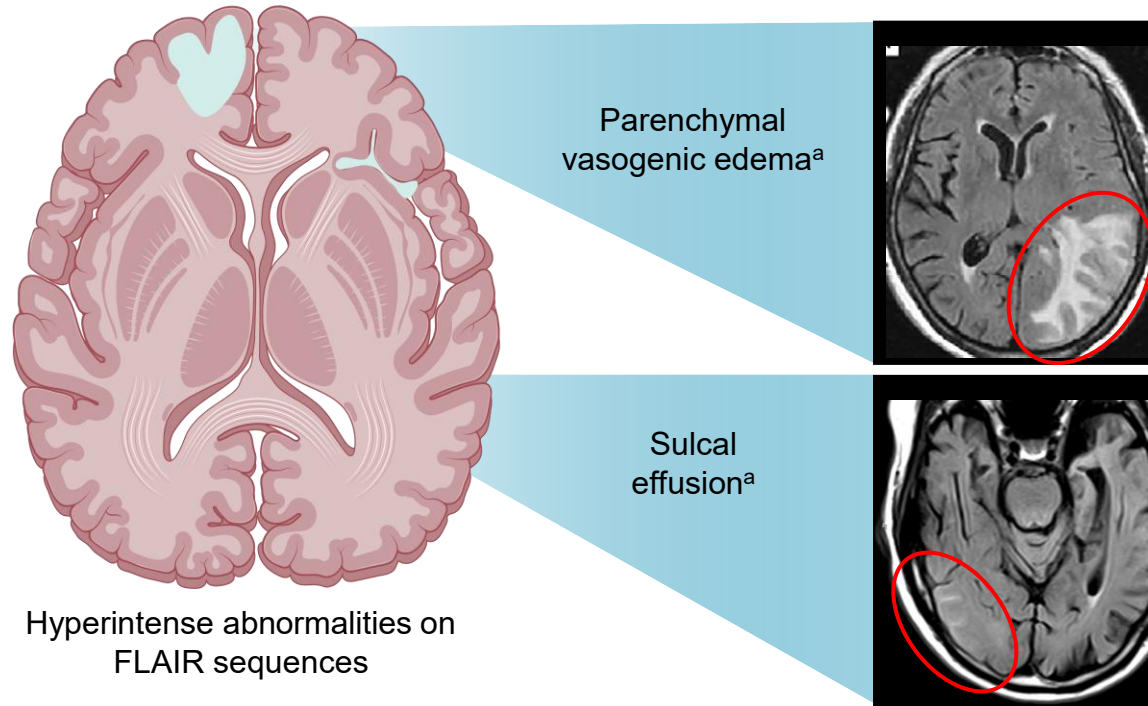 Parenchymal
vasogenic edemaᵃ
Sulcal
effusionᵃ
Hyperintense abnormalities on
FLAIR sequences